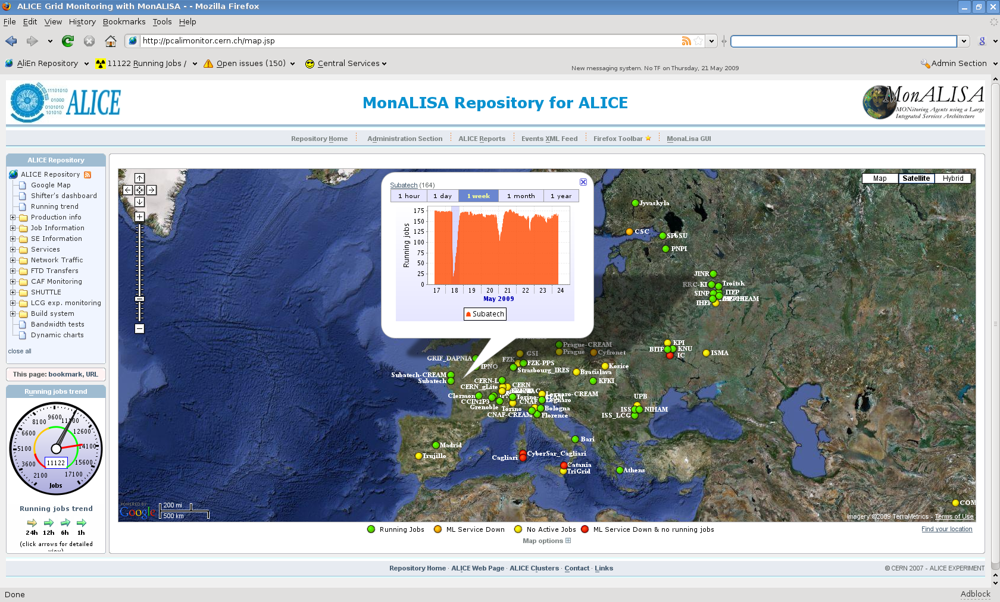 ALICE Grid Monitoring with MonALISA - - Mozilla Firefox
File Edit View History Bookmarks Tools Help
http://pcalimonitor.cern.ch/map.jsp
g
AliEn Repository
11122 Running Jobs /
Open issues (150)
Central Services
New messaging system. No TF on Thursday, 21 May 2009
Admin Section
11101010
01000
0101010
101010
ALICE
MonALISA Repository for ALICE
MonALISA
MONitoring Agents using a Large
Integrated Services Architecture
Repository Home
Administration Section
ALICE Reports
Events XML Feed
Firefox Toolbar
MonaLisa GUI
ALICE Repository
ALICE Repository
Google Map
Shifter's dashboard
Running trend
Production info
Job Information
SE Information
Services
Network Traffic
FTD Transfers
CAF Monitoring
SHUTTLE
LCG exp. monitoring
Build system
Bandwidth tests
Dynamic charts
close all
This page: bookmark, URL
Running jobs trend
2100
3600
5100
6600
8100
9600
11100
12600
14100
15600
17100
11122
Jobs
Running jobs trend
24h 12h 6h 1h
(click arrows for detailed
view)
Map Satellite Hybrid
Subatech (164)
1 hour 1 day 1 week 1 month 1 year
Running jobs
175
150
125
100
75
50
25
0
17 18 19 20 21 22 23 24
May 2009
Subatech
Jyvaskyla
CSC
SPbSU
PNPI
JINR
RRC-KI
Troitsk
SINP
ITEP
IHEP
KPI
BITP
KNU
IC
ISMA
Prague-CREAM
Prague
GSI
Cyfronet
GRIF_DAPNIA
IPNO
FZK
FZK-PPS
Strasbourg_IRES
Kosice
Bratislava
KFKI
Subatech-CREAM
Subatech
CERN-L
CERN
CERN_gLite
Clermont
CCIN2P3
Grenoble
Torino
CNAF
Legnaro-CREAM
Legnaro
Bologna
CNAF-CREAM
Florence
UPB
ISS
NIHAM
ISS_LCG
Madrid
Trujillo
Bari
Cagliari
CyberSar_Cagliari
Catania
TriGrid
Athens
COM
POWERED BY
Google
200 mi
500 km
Imagery ©2009 TerraMetrics - Terms of Use
Running Jobs
ML Service Down
No Active Jobs
ML Service Down & no running jobs
Find your location
Map options
Repository Home · ALICE Web Page · ALICE Clusters · Contact · Links
© CERN 2007 - ALICE EXPERIMENT
Done
Adblock